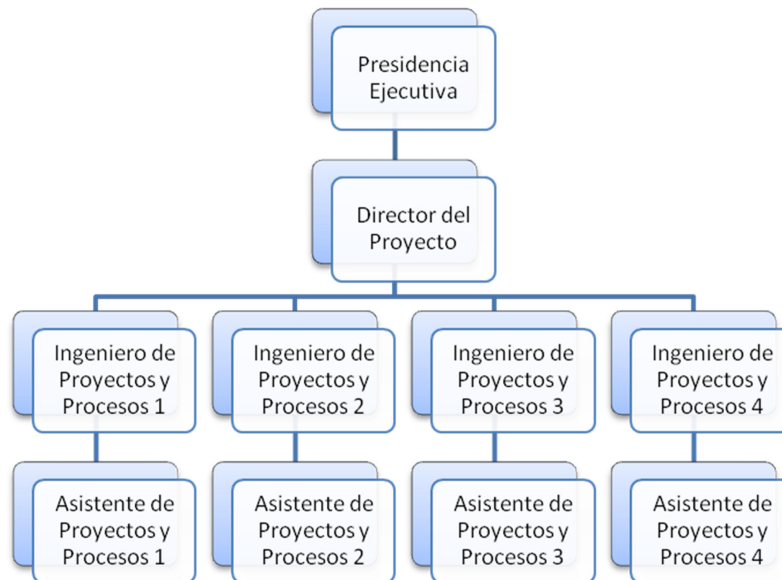 Presidencia
Ejecutiva
Director del
Proyecto
Ingeniero de
Proyectos y
Procesos 1
Ingeniero de
Proyectos y
Procesos 2
Ingeniero de
Proyectos y
Procesos 3
Ingeniero de
Proyectos y
Procesos 4
Asistente de
Proyectos y
Procesos 1
Asistente de
Proyectos y
Procesos 2
Asistente de
Proyectos y
Procesos 3
Asistente de
Proyectos y
Procesos 4